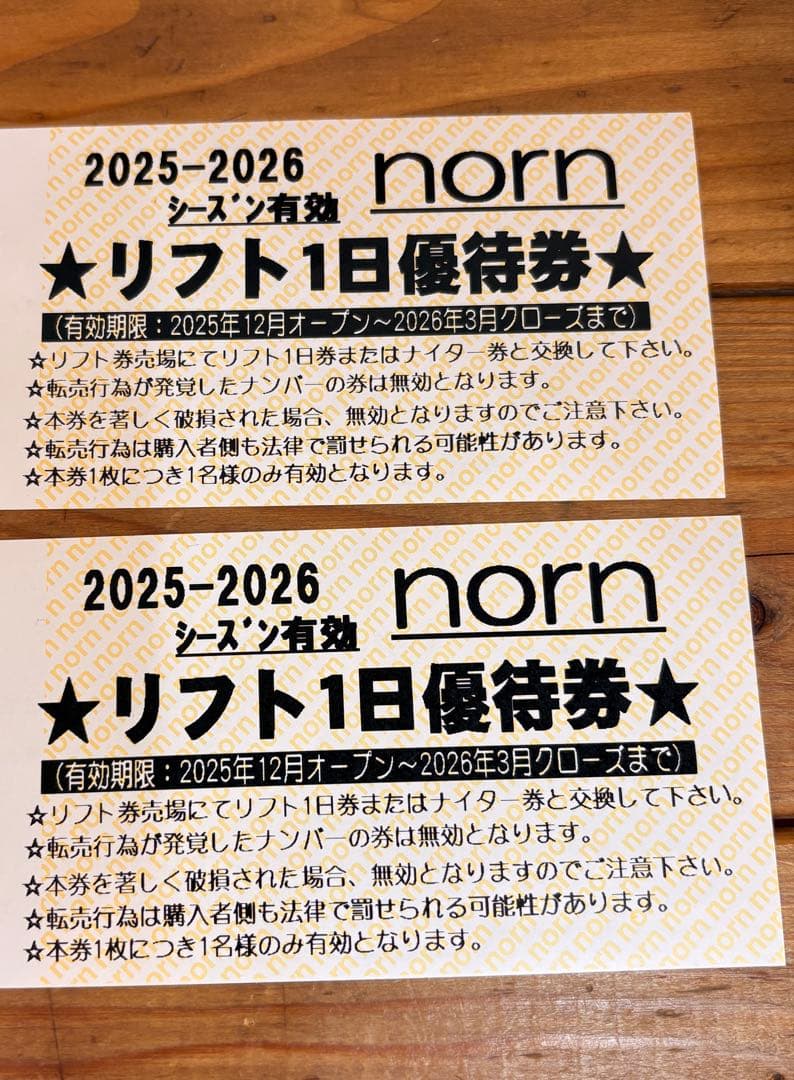 2025-2026
norn
シーズン有効
★リフト1日優待券★
(有効期限：2025年12月オープン～2026年3月クローズまで)
☆リフト券売場にてリフト1日券またはナイター券と交換して下さい。
☆転売行為が発覚したナンバーの券は無効となります。
☆本券を著しく破損された場合、無効となりますのでご注意下さい。
☆転売行為は購入者側も法律で罰せられる可能性があります。
☆本券1枚につき1名様のみ有効となります。
2025-2026
norn
シーズン有効
★リフト1日優待券★
(有効期限：2025年12月オープン～2026年3月クローズまで)
☆リフト券売場にてリフト1日券またはナイター券と交換して下さい。
☆転売行為が発覚したナンバーの券は無効となります。
☆本券を著しく破損された場合、無効となりますのでご注意下さい。
☆転売行為は購入者側も法律で罰せられる可能性があります。
☆本券1枚につき1名様のみ有効となります。